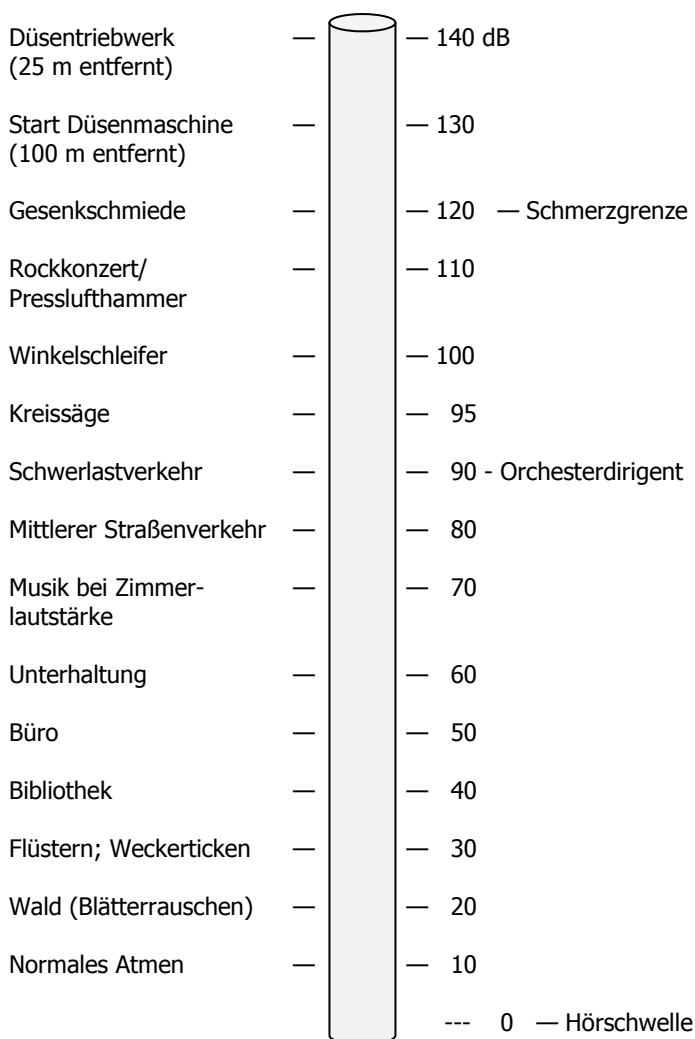 Düsentriebwerk — — 140 dB
(25 m entfernt)
Start Düsenmaschine — — 130
(100 m entfernt)
Gesenkschmiede — — 120 — Schmerzgrenze
Rockkonzert/ — — 110
Presslufthammer
Winkelschleifer — — 100
Kreissäge — — 95
Schwerlastverkehr — — 90 - Orchesterdirigent
Mittlerer Straßenverkehr — — 80
Musik bei Zimmer- — — 70
lautstärke
Unterhaltung — — 60
Büro — — 50
Bibliothek — — 40
Flüstern; Weckerticken — — 30
Wald (Blätterrauschen) — — 20
Normales Atmen — — 10
--- 0 — Hörschwelle